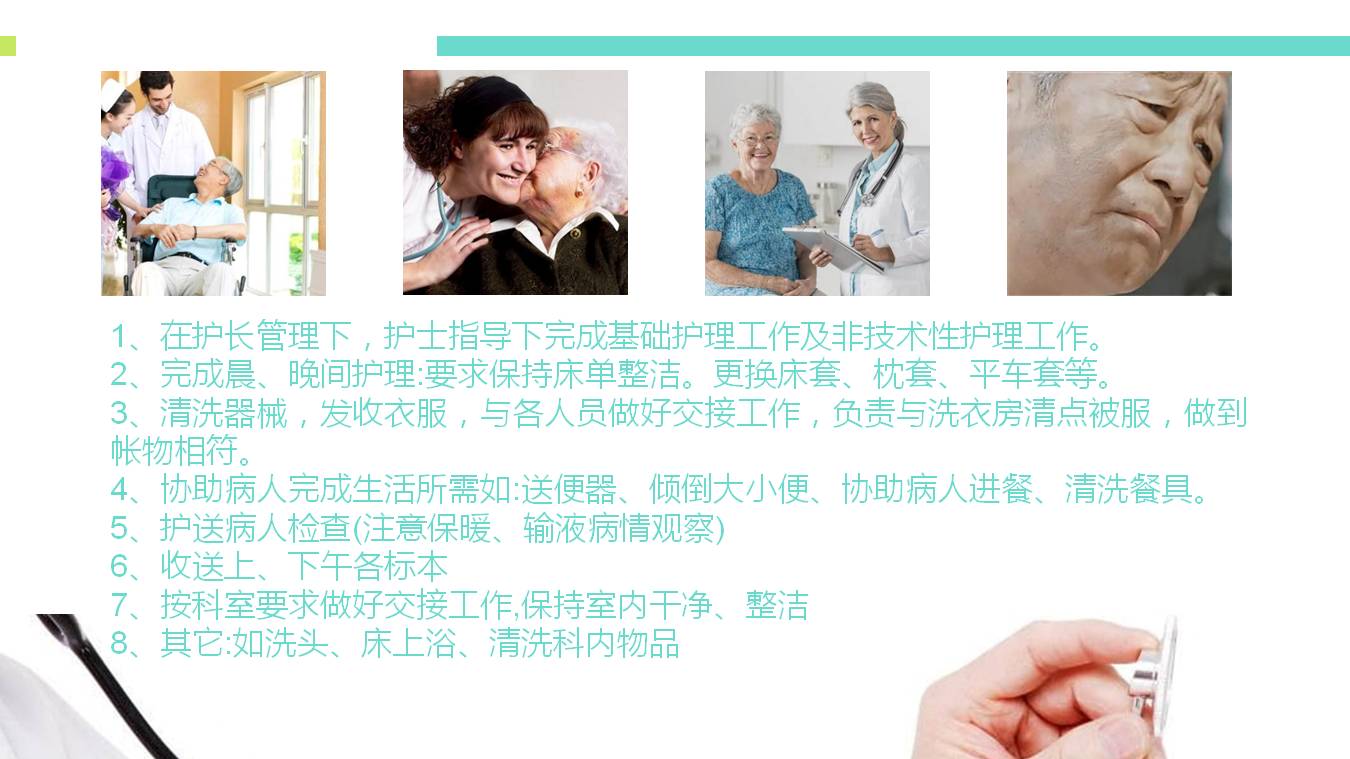 1、在护长管理下，护士指导下完成基础护理工作及非技术性护理工作。
2、完成晨、晚间护理:要求保持床单整洁。更换床套、枕套、平车套等。
3、清洗器械，发收衣服，与各人员做好交接工作，负责与洗衣房清点被服，做到
帐物相符。
4、协助病人完成生活所需如:送便器、倾倒大小便、协助病人进餐、清洗餐具。
5、护送病人检查(注意保暖、输液病情观察)
6、收送上、下午各标本
7、按科室要求做好交接工作,保持室内干净、整洁
8、其它:如洗头、床上浴、清洗科内物品